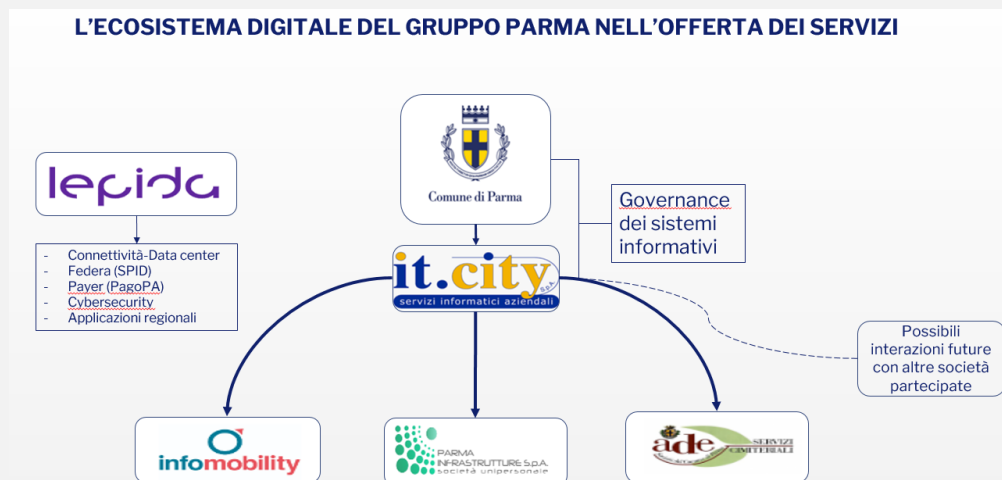 L'ECOSISTEMA DIGITALE DEL GRUPPO PARMA NELL'OFFERTA DEI SERVIZI
Comune di Parma
lepida
Governance
dei sistemi
informativi
- Connettività-Data center
- Federa (SPID)
- Payer (PagoPA)
- Cybersecurity
- Applicazioni regionali
it.city S.p.A.
servizi informatici aziendali
Possibili
interazioni future
con altre società
partecipate
infomobility
PARMA
INFRASTRUTTURE S.p.A.
società unipersonale
ade SERVIZI
CIMITERIALI